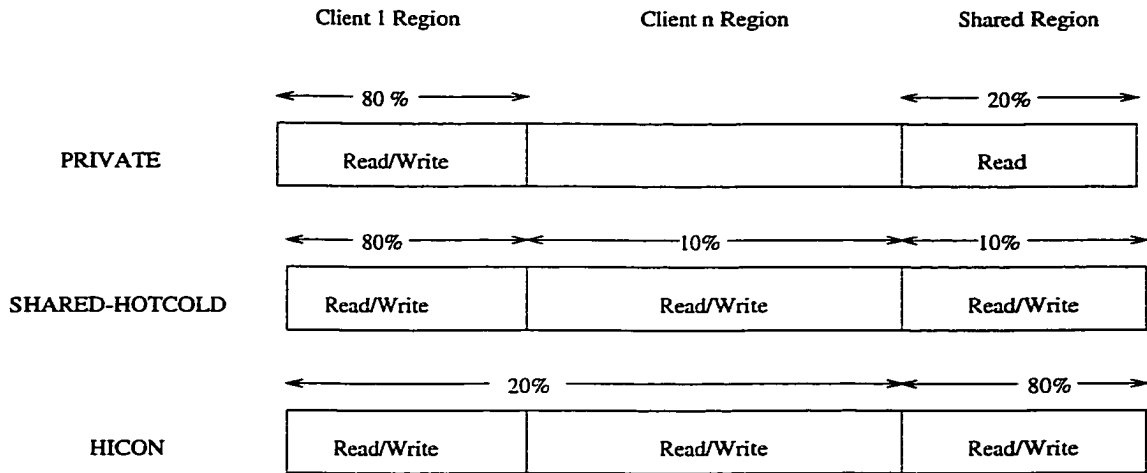 Client 1 Region Client n Region Shared Region
80 % 20%
PRIVATE Read/Write Read
80% 10% 10%
SHARED-HOTCOLD Read/Write Read/Write Read/Write
20% 80%
HICON Read/Write Read/Write Read/Write